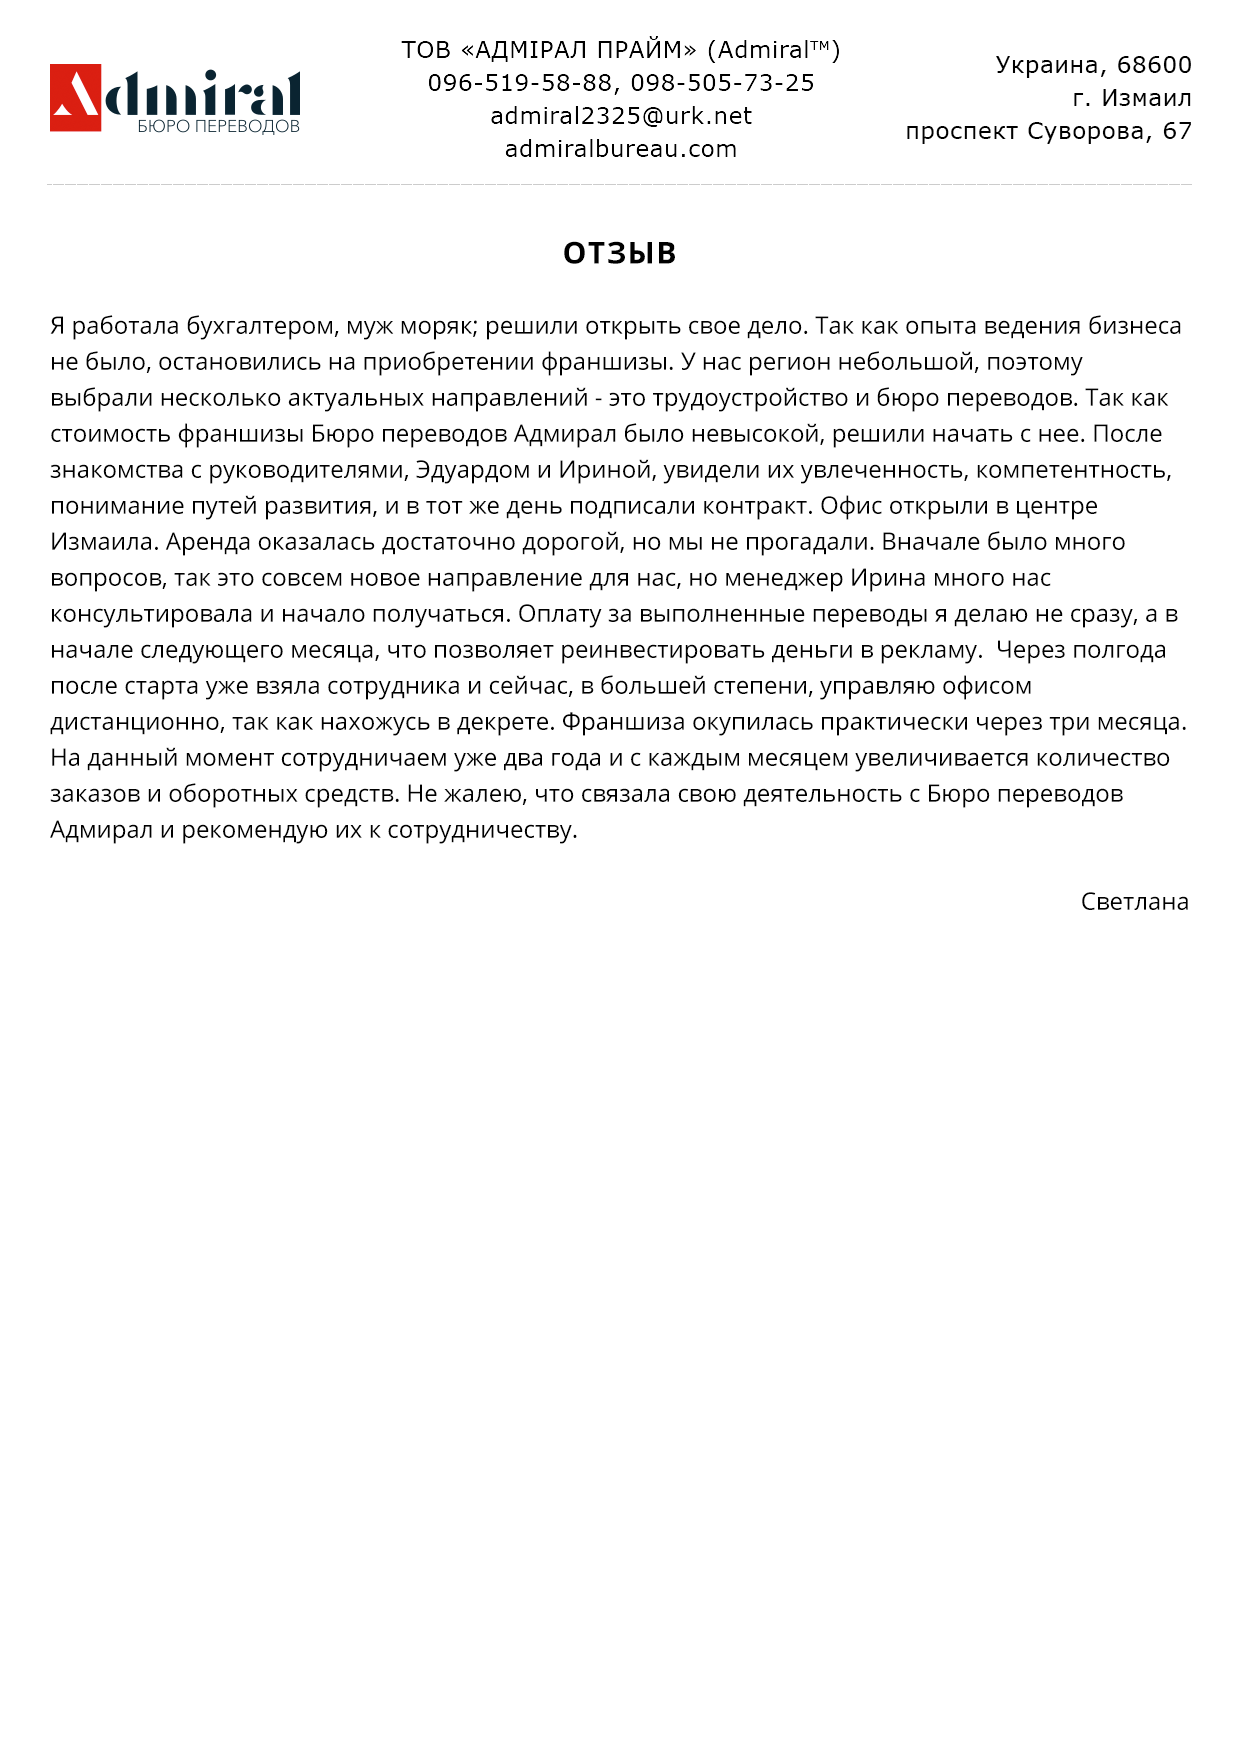 Admiral
БЮРО ПЕРЕВОДОВ
ТОВ «АДМІРАЛ ПРАЙМ» (Admiral™)
096-519-58-88, 098-505-73-25
admiral2325@urk.net
admiralbureau.com
Украина, 68600
г. Измаил
проспект Суворова, 67
ОТЗЫВ
Я работала бухгалтером, муж моряк; решили открыть свое дело. Так как опыта ведения бизнеса
не было, остановились на приобретении франшизы. У нас регион небольшой, поэтому
выбрали несколько актуальных направлений - это трудоустройство и бюро переводов. Так как
стоимость франшизы Бюро переводов Адмирал было невысокой, решили начать с нее. После
знакомства с руководителями, Эдуардом и Ириной, увидели их увлеченность, компетентность,
понимание путей развития, и в тот же день подписали контракт. Офис открыли в центре
Измаила. Аренда оказалась достаточно дорогой, но мы не прогадали. Вначале было много
вопросов, так это совсем новое направление для нас, но менеджер Ирина много нас
консультировала и начало получаться. Оплату за выполненные переводы я делаю не сразу, а в
начале следующего месяца, что позволяет реинвестировать деньги в рекламу.  Через полгода
после старта уже взяла сотрудника и сейчас, в большей степени, управляю офисом
дистанционно, так как нахожусь в декрете. Франшиза окупилась практически через три месяца.
На данный момент сотрудничаем уже два года и с каждым месяцем увеличивается количество
заказов и оборотных средств. Не жалею, что связала свою деятельность с Бюро переводов
Адмирал и рекомендую их к сотрудничеству.
Светлана